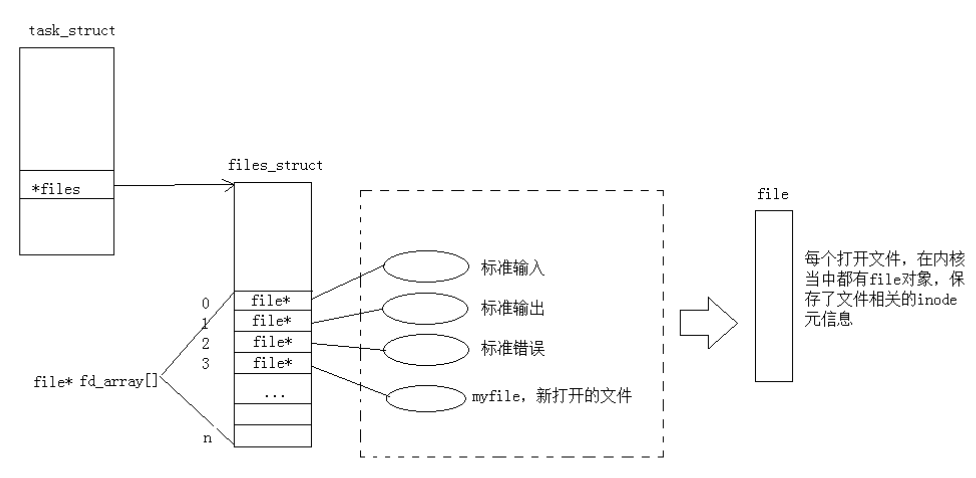 task_struct
*files
files_struct
file* fd_array[]
0
1
2
3
n
file*
file*
file*
file*
...
标准输入
标准输出
标准错误
myfile，新打开的文件
file
每个打开文件，在内核
当中都有file对象，保
存了文件相关的inode
元信息